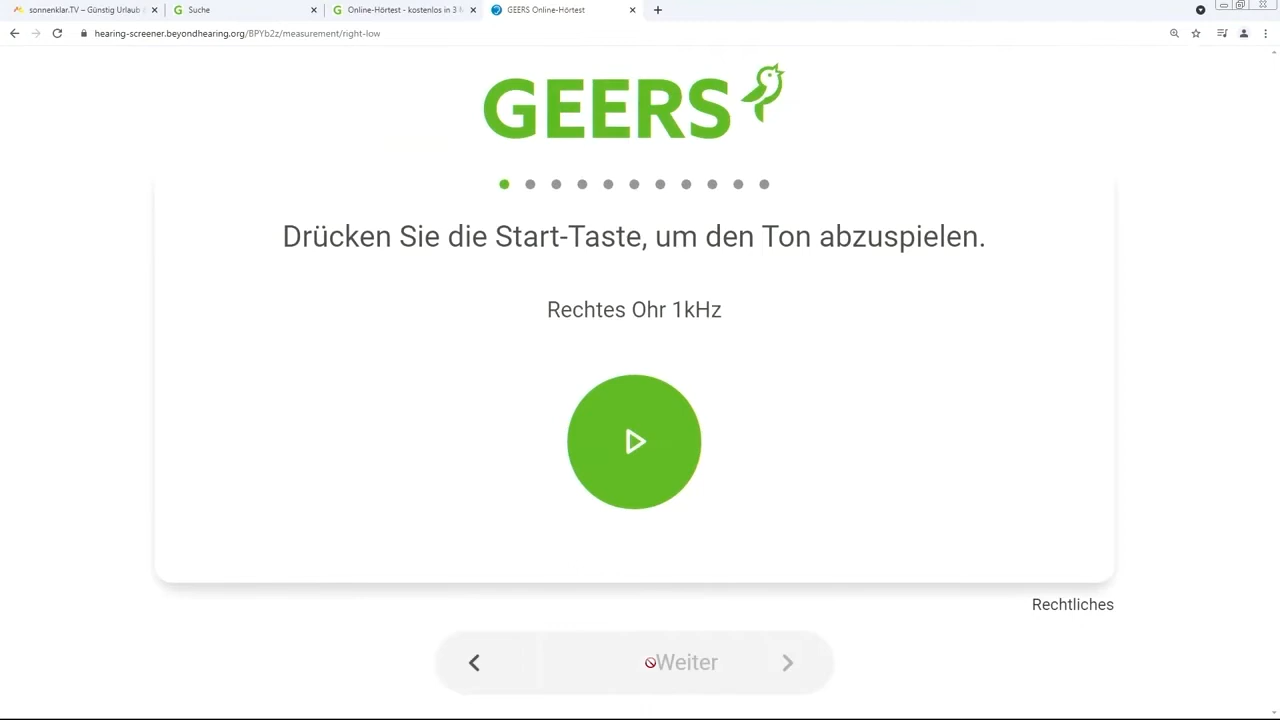 sonnenklar.TV – Günstig Urlaub
Suche
Online-Hörtest - kostenlos in 3
GEERS Online-Hörtest
hearing-screener.beyondhearing.org/BPYb2z/measurement/right-low
GEERS
Drücken Sie die Start-Taste, um den Ton abzuspielen.
Rechtes Ohr 1kHz
Rechtliches
Weiter